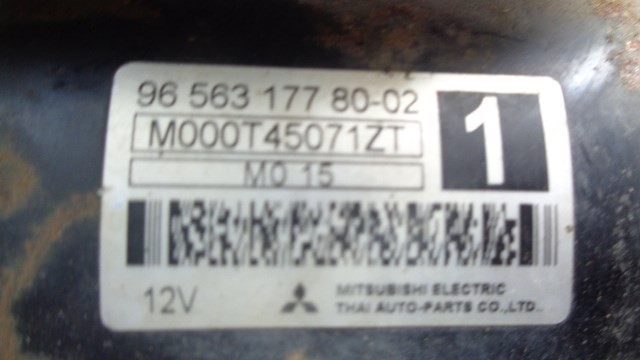 96 563 177 80-02
1
M000T45071ZT
M0 15
12V
MITSUBISHI ELECTRIC
THAI AUTO-PARTS CO.,LTD.